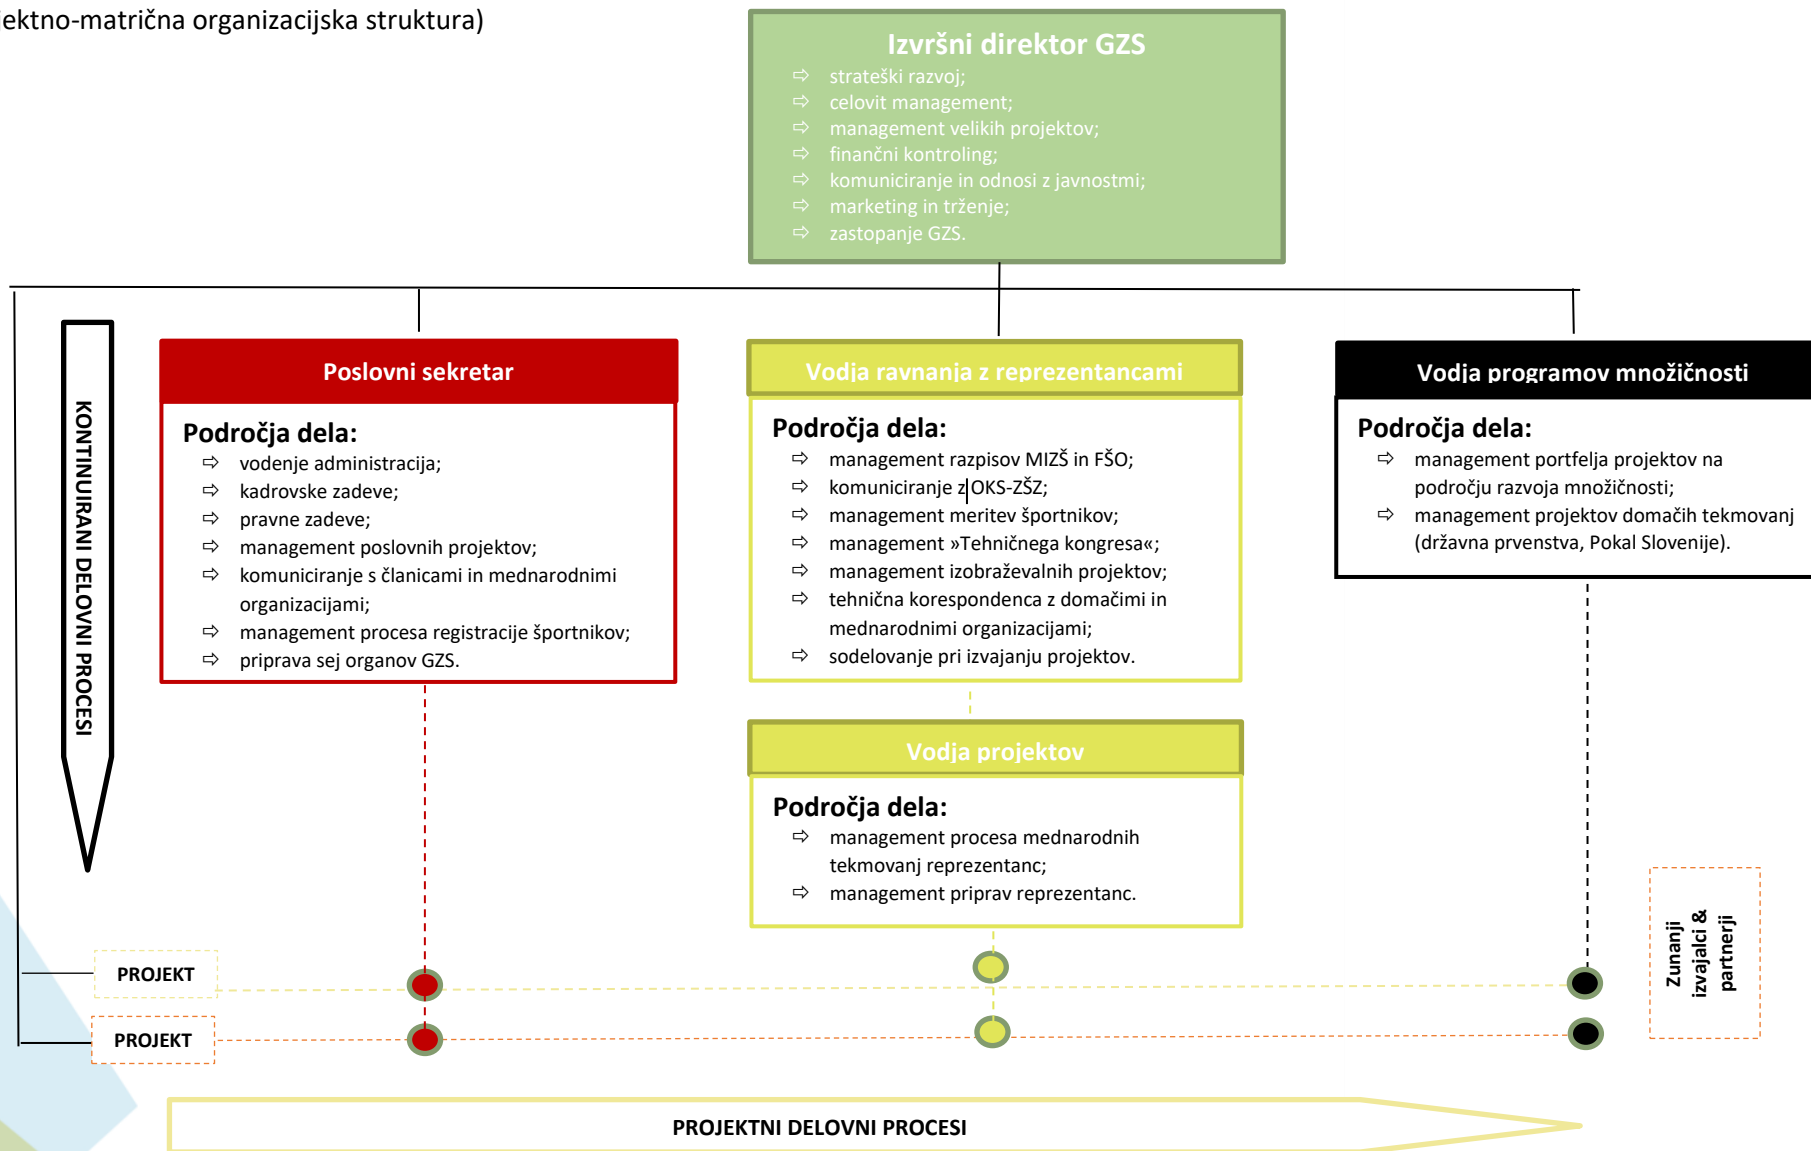 jektno-matrična organizacijska struktura)
Izvršni direktor GZS
⇨ strateški razvoj;
⇨ celovit management;
⇨ management velikih projektov;
⇨ finančni kontroling;
⇨ komuniciranje in odnosi z javnostmi;
⇨ marketing in trženje;
⇨ zastopanje GZS.
KONTINUIRANI DELOVNI PROCESI
Poslovni sekretar
Področja dela:
⇨ vodenje administracija;
⇨ kadrovske zadeve;
⇨ pravne zadeve;
⇨ management poslovnih projektov;
⇨ komuniciranje s članicami in mednarodnimi
organizacijami;
⇨ management procesa registracije športnikov;
⇨ priprava sej organov GZS.
Vodja ravnanja z reprezentancami
Področja dela:
⇨ management razpisov MIZŠ in FŠO;
⇨ komuniciranje z OKS-ZŠZ;
⇨ management meritev športnikov;
⇨ management »Tehničnega kongresa«;
⇨ management izobraževalnih projektov;
⇨ tehnična korespondenca z domačimi in
mednarodnimi organizacijami;
⇨ sodelovanje pri izvajanju projektov.
Vodja programov množičnosti
Področja dela:
⇨ management portfelja projektov na
področju razvoja množičnosti;
⇨ management projektov domačih tekmovanj
(državna prvenstva, Pokal Slovenije).
Vodja projektov
Področja dela:
⇨ management procesa mednarodnih
tekmovanj reprezentanc;
⇨ management priprav reprezentanc.
Zunanji
izvajalci &
partnerji
PROJEKT
PROJEKT
PROJEKTNI DELOVNI PROCESI